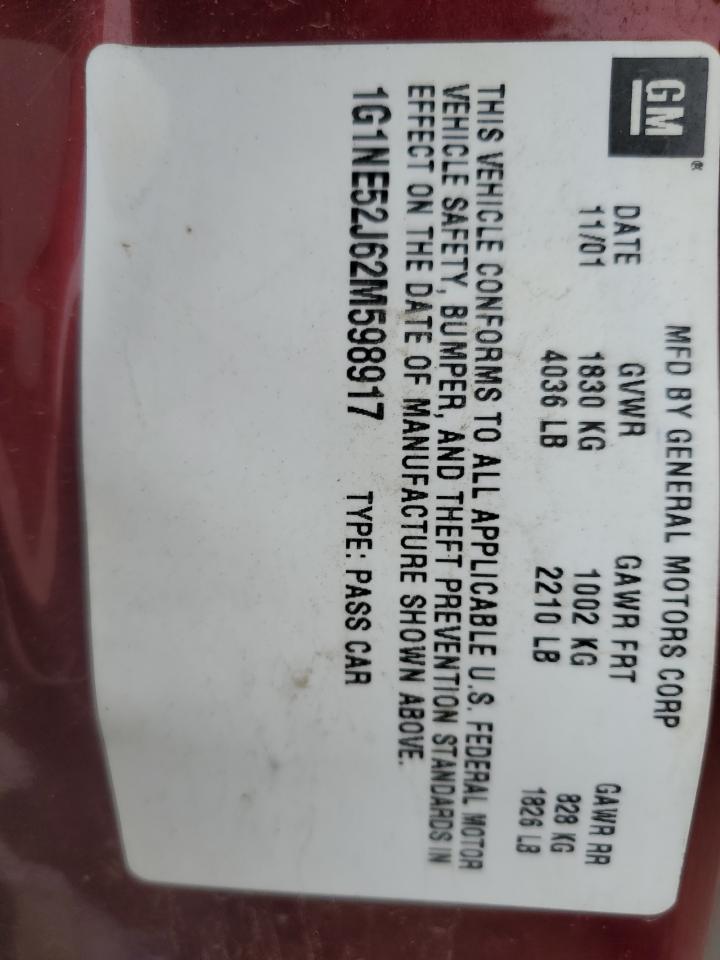 GM®
MFD BY GENERAL MOTORS CORP
DATE GVWR GAWR FRT GAWR RR
11/01 1830 KG 1002 KG 828 KG
4036 LB 2210 LB 1826 LB
THIS VEHICLE CONFORMS TO ALL APPLICABLE U.S. FEDERAL MOTOR
VEHICLE SAFETY, BUMPER, AND THEFT PREVENTION STANDARDS IN
EFFECT ON THE DATE OF MANUFACTURE SHOWN ABOVE.
1G1NE52J62M598917 TYPE: PASS CAR